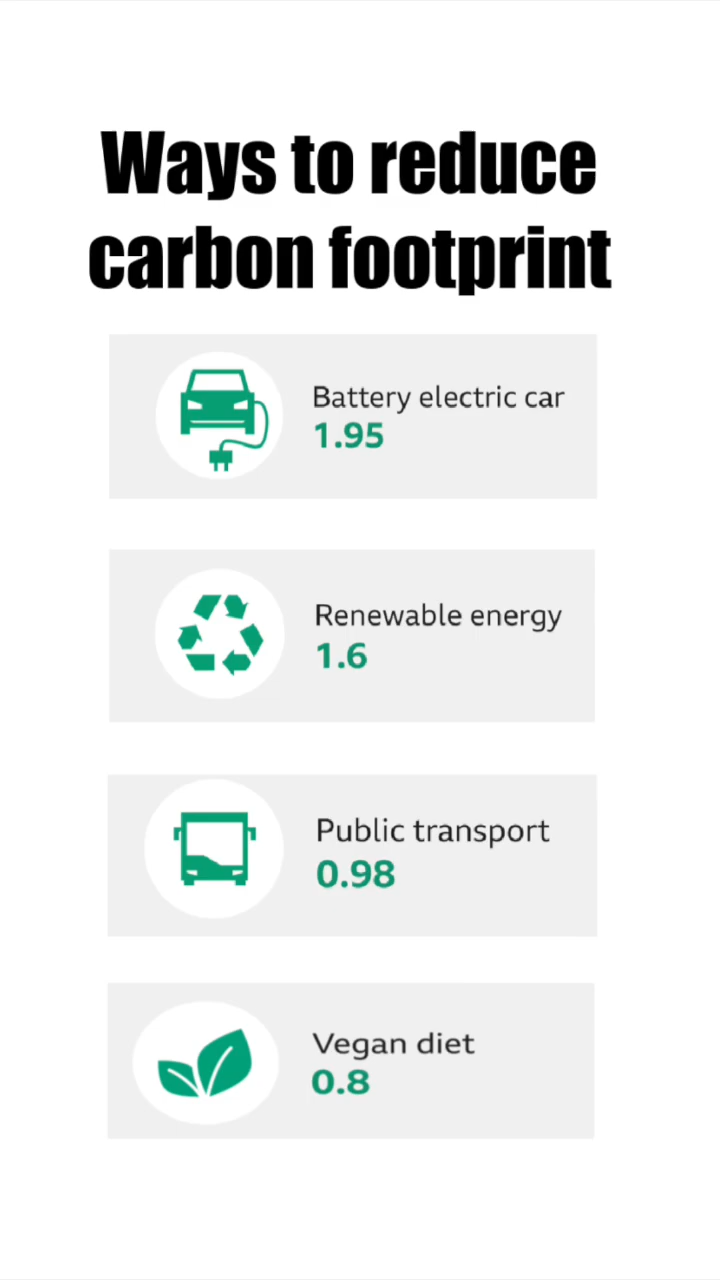 Ways to reduce
carbon footprint
Battery electric car
1.95
Renewable energy
1.6
Public transport
0.98
Vegan diet
0.8